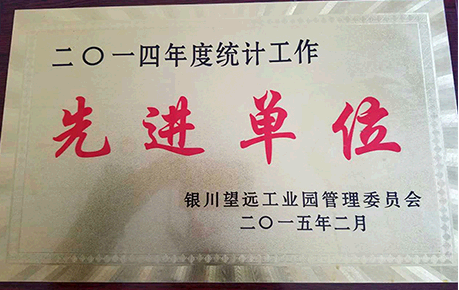 二〇一四年度统计工作
先进单位
银川望远工业园管理委员会
二〇一五年二月